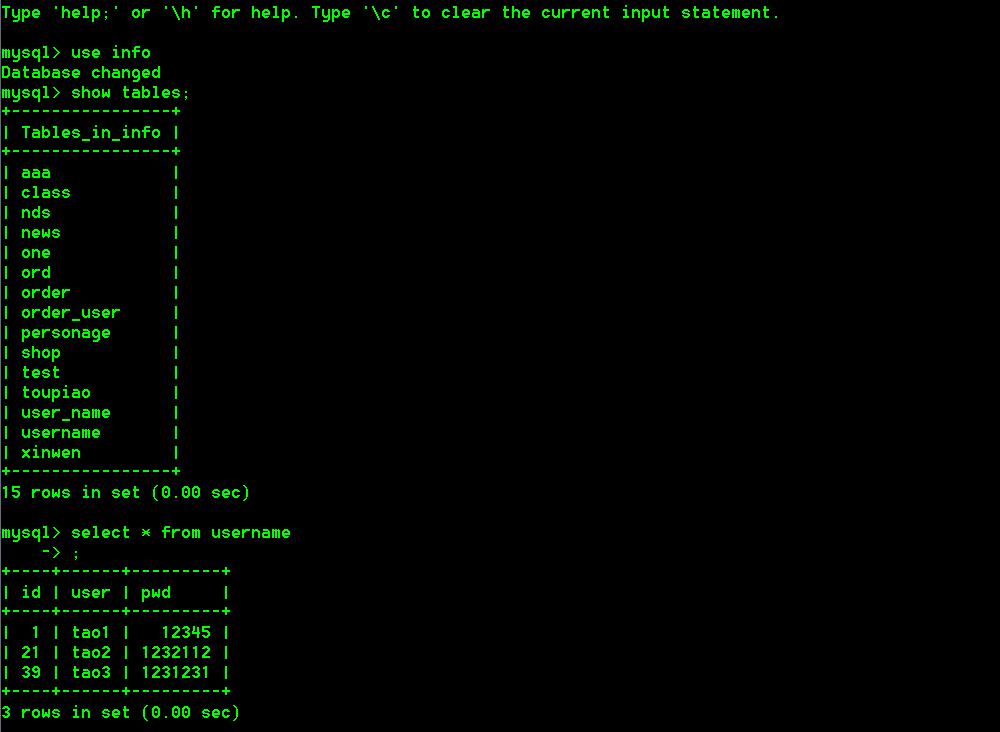 Type 'help;' or '\h' for help. Type '\c' to clear the current input statement.
mysql> use info
Database changed
mysql> show tables;
+----------------+
| Tables_in_info |
+----------------+
| aaa            |
| class          |
| nds            |
| news           |
| one            |
| ord            |
| order          |
| order_user     |
| personage      |
| shop           |
| test           |
| toupiao        |
| user_name      |
| username       |
| xinwen         |
+----------------+
15 rows in set (0.00 sec)
mysql> select * from username
    -> ;
+----+------+---------+
| id | user | pwd     |
+----+------+---------+
|  1 | tao1 |   12345 |
| 21 | tao2 | 1232112 |
| 39 | tao3 | 1231231 |
+----+------+---------+
3 rows in set (0.00 sec)